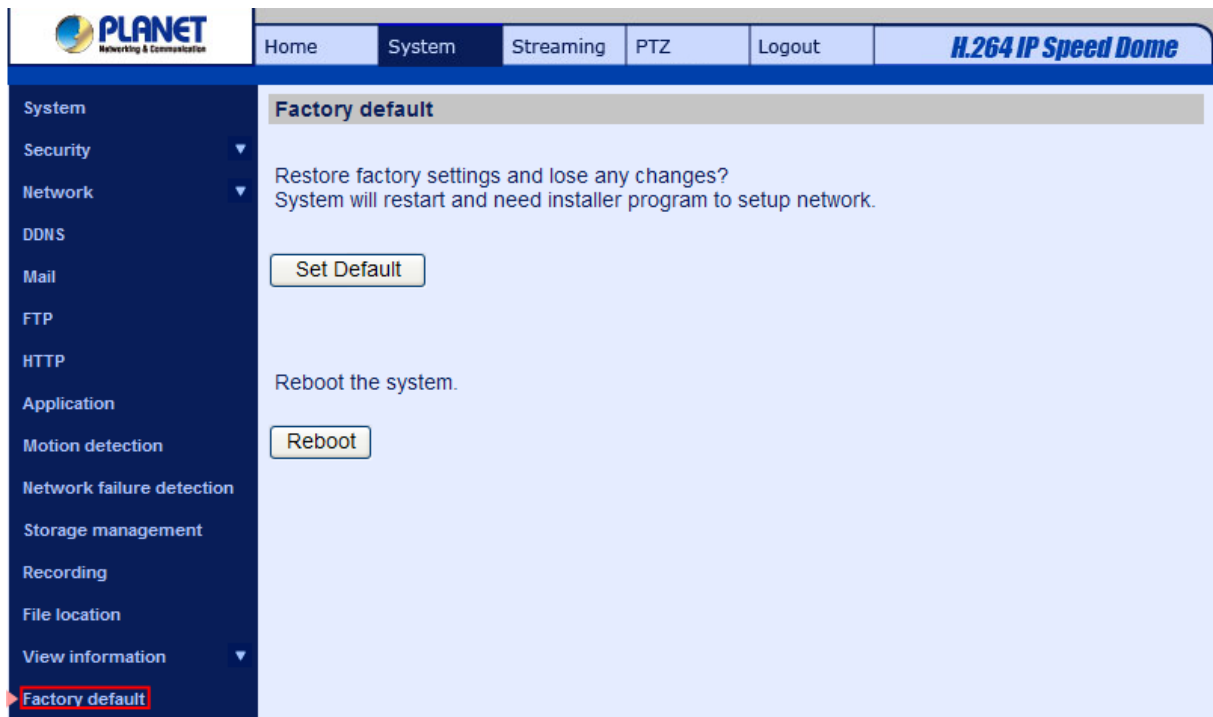 PLANET
Networking & Communication
Home System Streaming PTZ Logout H.264 IP Speed Dome
System
Security
Network
DDNS
Mail
FTP
HTTP
Application
Motion detection
Network failure detection
Storage management
Recording
File location
View information
Factory default
Factory default
Restore factory settings and lose any changes?
System will restart and need installer program to setup network.
Set Default
Reboot the system.
Reboot